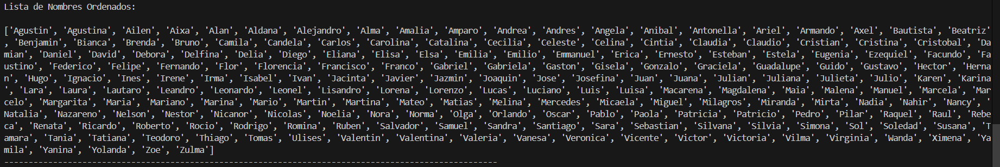 Lista de Nombres Ordenados:
['Agustin', 'Agustina', 'Ailen', 'Aixa', 'Alan', 'Aldana', 'Alejandro', 'Alma', 'Amalia', 'Amparo', 'Andrea', 'Andres', 'Angela', 'Anibal', 'Antonella', 'Ariel', 'Armando', 'Axel', 'Bautista', 'Beatriz'
, 'Benjamin', 'Bianca', 'Brenda', 'Bruno', 'Camila', 'Candela', 'Carlos', 'Carolina', 'Catalina', 'Cecilia', 'Celeste', 'Celina', 'Cintia', 'Claudia', 'Claudio', 'Cristian', 'Cristina', 'Cristobal', 'Da
mian', 'Daniel', 'David', 'Debora', 'Delfina', 'Delia', 'Diego', 'Eliana', 'Elisa', 'Elsa', 'Emilia', 'Emilio', 'Emmanuel', 'Erica', 'Ernesto', 'Esteban', 'Estela', 'Eugenia', 'Ezequiel', 'Facundo', 'Fa
ustino', 'Federico', 'Felipe', 'Fernando', 'Flor', 'Florencia', 'Francisco', 'Franco', 'Gabriel', 'Gabriela', 'Gaston', 'Gisela', 'Gonzalo', 'Graciela', 'Guadalupe', 'Guido', 'Gustavo', 'Hector', 'Herna
n', 'Hugo', 'Ignacio', 'Ines', 'Irene', 'Irma', 'Isabel', 'Ivan', 'Jacinta', 'Javier', 'Jazmin', 'Joaquin', 'Jose', 'Josefina', 'Juan', 'Juana', 'Julian', 'Juliana', 'Julieta', 'Julio', 'Karen', 'Karina
', 'Lara', 'Laura', 'Lautaro', 'Leandro', 'Leonardo', 'Leonel', 'Lisandro', 'Lorena', 'Lorenzo', 'Lucas', 'Luciano', 'Luis', 'Luisa', 'Macarena', 'Magdalena', 'Maia', 'Malena', 'Manuel', 'Marcela', 'Mar
celo', 'Margarita', 'Maria', 'Mariano', 'Marina', 'Mario', 'Martin', 'Martina', 'Mateo', 'Matias', 'Melina', 'Mercedes', 'Micaela', 'Miguel', 'Milagros', 'Miranda', 'Mirta', 'Nadia', 'Nahir', 'Nancy', '
Natalia', 'Nazareno', 'Nelson', 'Nestor', 'Nicanor', 'Nicolas', 'Noelia', 'Nora', 'Norma', 'Olga', 'Orlando', 'Oscar', 'Pablo', 'Paola', 'Patricia', 'Patricio', 'Pedro', 'Pilar', 'Raquel', 'Raul', 'Rebe
ca', 'Renata', 'Ricardo', 'Roberto', 'Rocio', 'Rodrigo', 'Romina', 'Ruben', 'Salvador', 'Samuel', 'Sandra', 'Santiago', 'Sara', 'Sebastian', 'Silvana', 'Silvia', 'Simona', 'Sol', 'Soledad', 'Susana', 'T
amara', 'Tania', 'Tatiana', 'Teodoro', 'Thiago', 'Tomas', 'Ulises', 'Valentin', 'Valentina', 'Valeria', 'Vanesa', 'Veronica', 'Vicente', 'Victor', 'Victoria', 'Vilma', 'Virginia', 'Wanda', 'Ximena', 'Ya
mila', 'Yanina', 'Yolanda', 'Zoe', 'Zulma']
-----------------------------------------------------------------------------------------------------